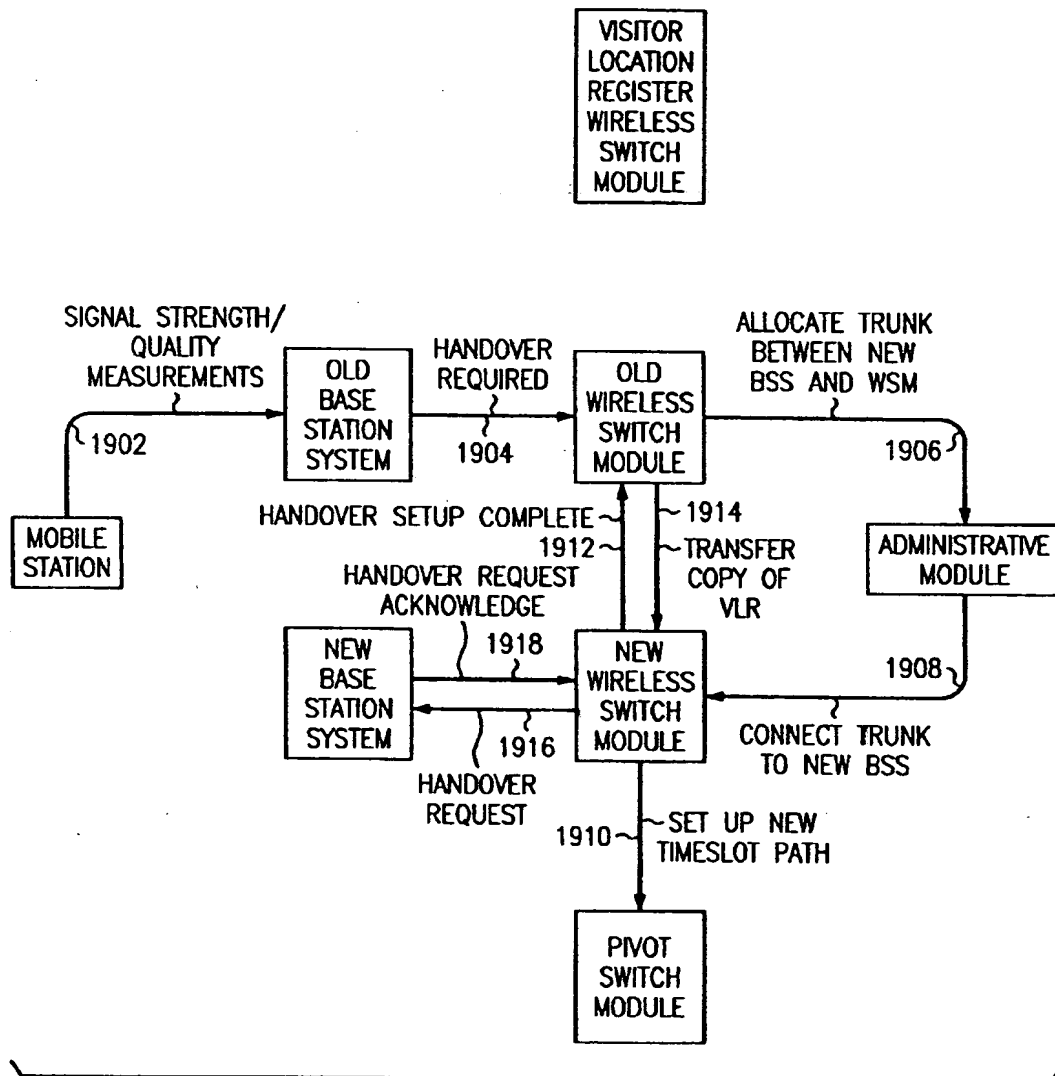 VISITOR
LOCATION
REGISTER
WIRELESS
SWITCH
MODULE
SIGNAL STRENGTH/
QUALITY
MEASUREMENTS
1902
MOBILE
STATION
OLD
BASE
STATION
SYSTEM
HANDOVER
REQUIRED
1904
OLD
WIRELESS
SWITCH
MODULE
ALLOCATE TRUNK
BETWEEN NEW
BSS AND WSM
1906
ADMINISTRATIVE
MODULE
HANDOVER SETUP COMPLETE
1912
1914
TRANSFER
COPY OF
VLR
HANDOVER REQUEST
ACKNOWLEDGE
1918
NEW
BASE
STATION
SYSTEM
1916
HANDOVER
REQUEST
NEW
WIRELESS
SWITCH
MODULE
1908
CONNECT TRUNK
TO NEW BSS
1910
SET UP NEW
TIMESLOT PATH
PIVOT
SWITCH
MODULE